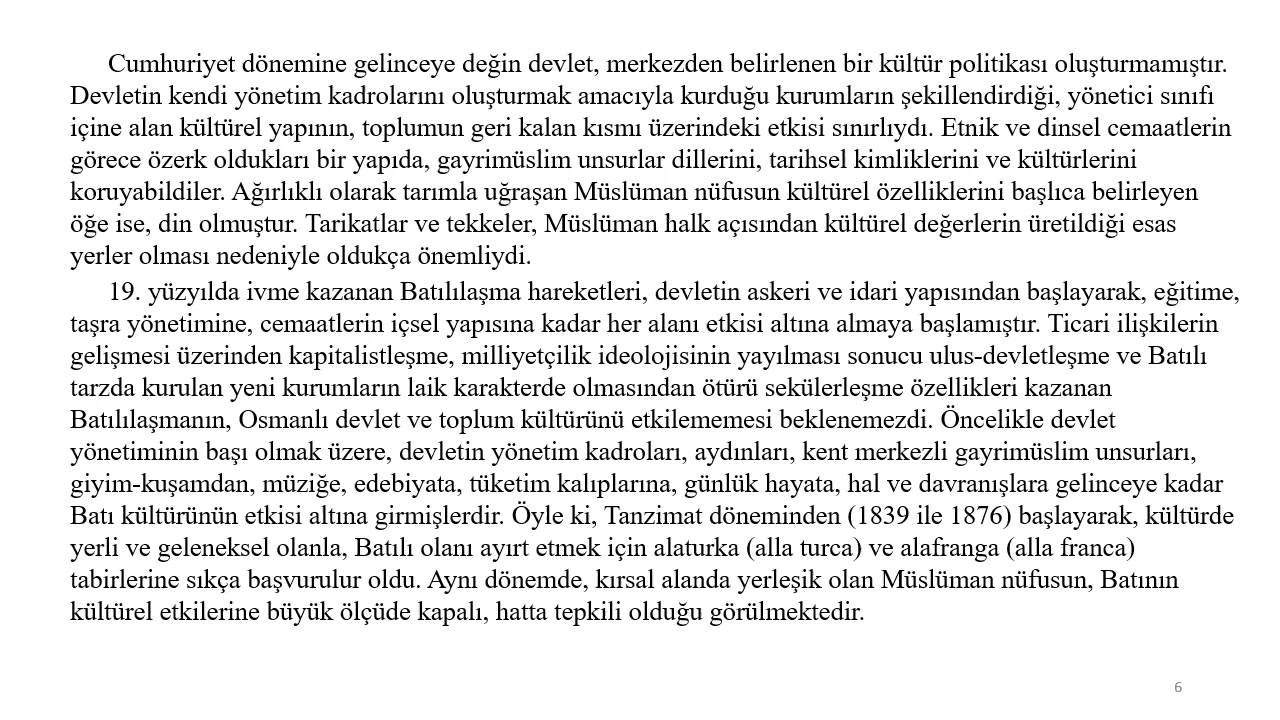 Cumhuriyet dönemine gelinceye değin devlet, merkezden belirlenen bir kültür politikası oluşturmamıştır.
Devletin kendi yönetim kadrolarını oluşturmak amacıyla kurduğu kurumların şekillendirdiği, yönetici sınıfı
içine alan kültürel yapının, toplumun geri kalan kısmı üzerindeki etkisi sınırlıydı. Etnik ve dinsel cemaatlerin
görece özerk oldukları bir yapıda, gayrimüslim unsurlar dillerini, tarihsel kimliklerini ve kültürlerini
koruyabildiler. Ağırlıklı olarak tarımla uğraşan Müslüman nüfusun kültürel özelliklerini başlıca belirleyen
öğe ise, din olmuştur. Tarikatlar ve tekkeler, Müslüman halk açısından kültürel değerlerin üretildiği esas
yerler olması nedeniyle oldukça önemliydi.
19. yüzyılda ivme kazanan Batılılaşma hareketleri, devletin askeri ve idari yapısından başlayarak, eğitime,
taşra yönetimine, cemaatlerin içsel yapısına kadar her alanı etkisi altına almaya başlamıştır. Ticari ilişkilerin
gelişmesi üzerinden kapitalistleşme, milliyetçilik ideolojisinin yayılması sonucu ulus-devletleşme ve Batılı
tarzda kurulan yeni kurumların laik karakterde olmasından ötürü sekülerleşme özellikleri kazanan
Batılılaşmanın, Osmanlı devlet ve toplum kültürünü etkilememesi beklenemezdi. Öncelikle devlet
yönetiminin başı olmak üzere, devletin yönetim kadroları, aydınları, kent merkezli gayrimüslim unsurları,
giyim-kuşamdan, müziğe, edebiyata, tüketim kalıplarına, günlük hayata, hal ve davranışlara gelinceye kadar
Batı kültürünün etkisi altına girmişlerdir. Öyle ki, Tanzimat döneminden (1839 ile 1876) başlayarak, kültürde
yerli ve geleneksel olanla, Batılı olanı ayırt etmek için alaturka (alla turca) ve alafranga (alla franca)
tabirlerine sıkça başvurulur oldu. Aynı dönemde, kırsal alanda yerleşik olan Müslüman nüfusun, Batının
kültürel etkilerine büyük ölçüde kapalı, hatta tepkili olduğu görülmektedir.
6